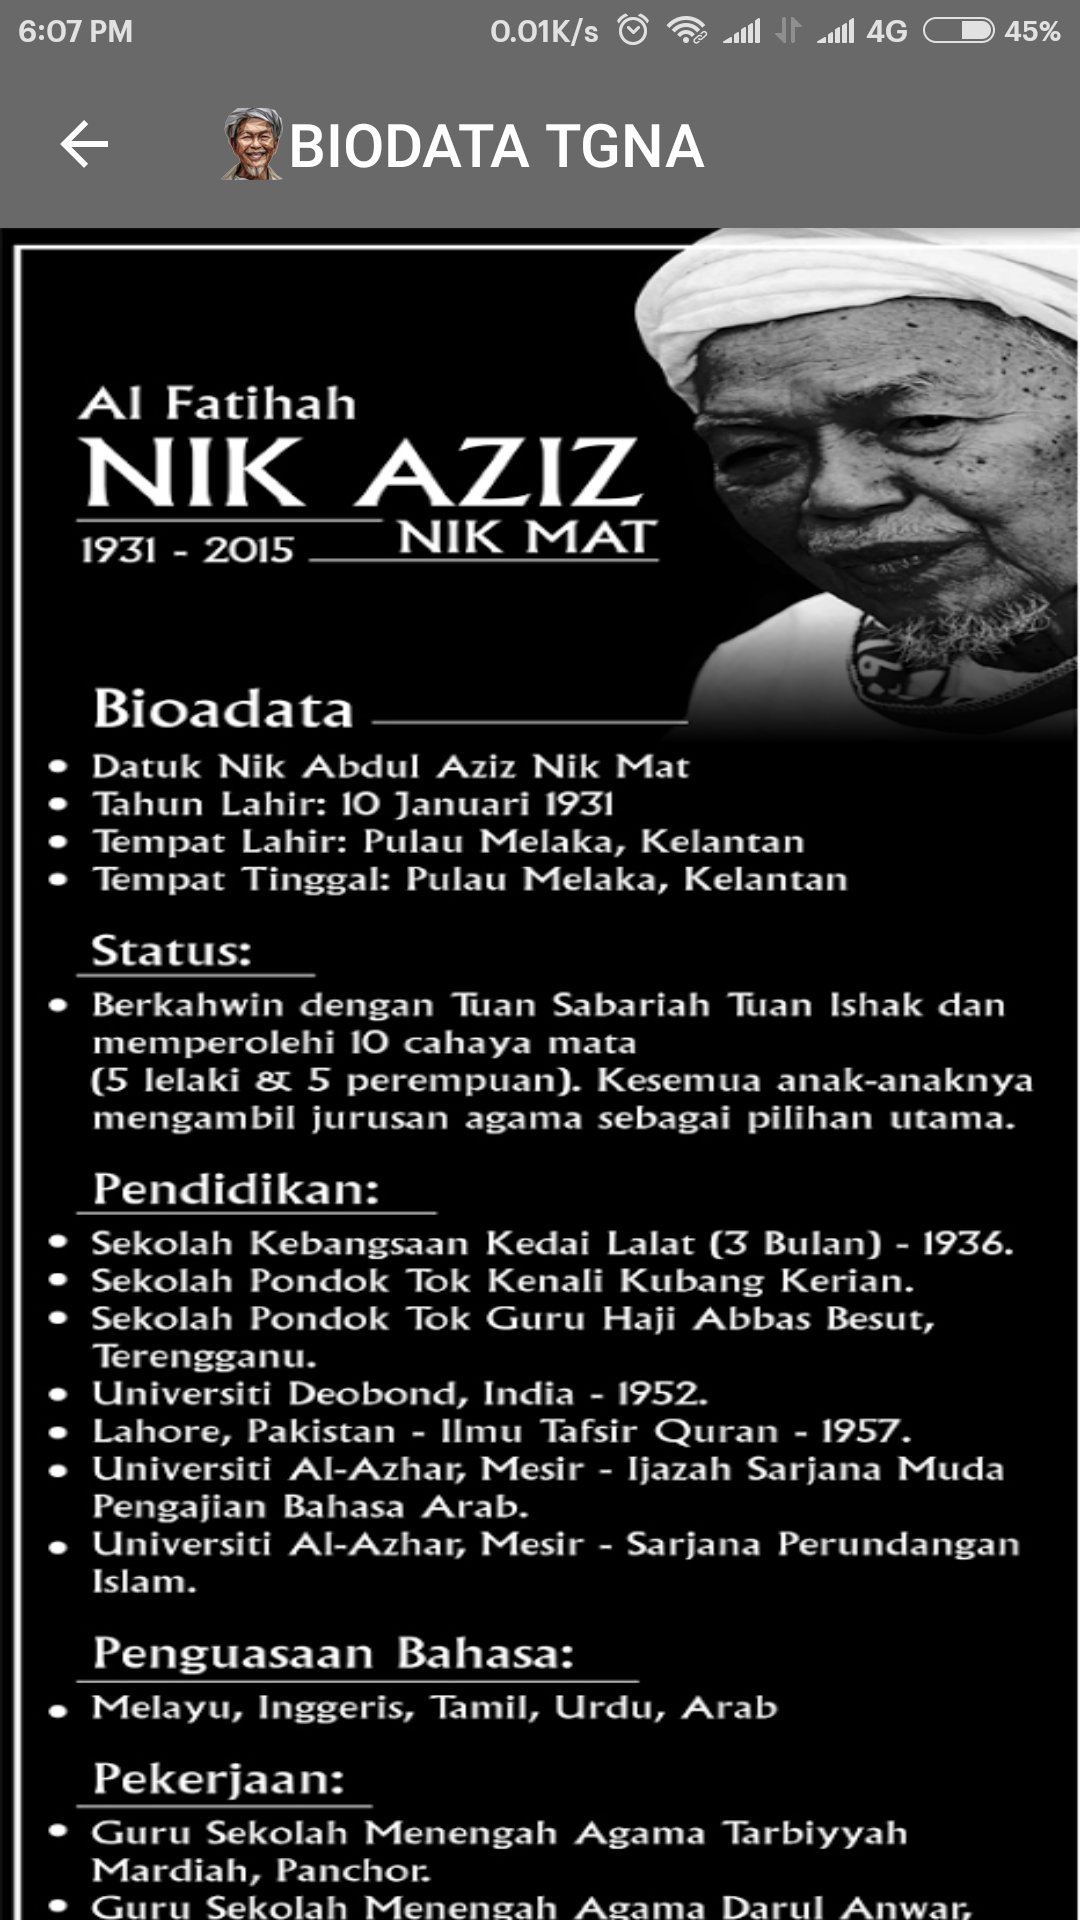 6:07 PM 0.01K/s 4G 45%
BIODATA TGNA
Al Fatihah
NIK AZIZ
NIK MAT
1931 - 2015
Bioadata
• Datuk Nik Abdul Aziz Nik Mat
• Tahun Lahir: 10 Januari 1931
• Tempat Lahir: Pulau Melaka, Kelantan
• Tempat Tinggal: Pulau Melaka, Kelantan
Status:
• Berkahwin dengan Tuan Sabariah Tuan Ishak dan
memperolehi 10 cahaya mata
(5 lelaki & 5 perempuan). Kesemua anak-anaknya
mengambil jurusan agama sebagai pilihan utama.
Pendidikan:
• Sekolah Kebangsaan Kedai Lalat (3 Bulan) - 1936.
• Sekolah Pondok Tok Kenali Kubang Kerian.
• Sekolah Pondok Tok Guru Haji Abbas Besut,
Terengganu.
• Universiti Deobond, India - 1952.
• Lahore, Pakistan - Ilmu Tafsir Quran - 1957.
• Universiti Al-Azhar, Mesir - Ijazah Sarjana Muda
Pengajian Bahasa Arab.
• Universiti Al-Azhar, Mesir - Sarjana Perundangan
Islam.
Penguasaan Bahasa:
• Melayu, Inggeris, Tamil, Urdu, Arab
Pekerjaan:
• Guru Sekolah Menengah Agama Tarbiyyah
Mardiah, Panchor.
• Guru Sekolah Menengah Agama Darul Anwar,